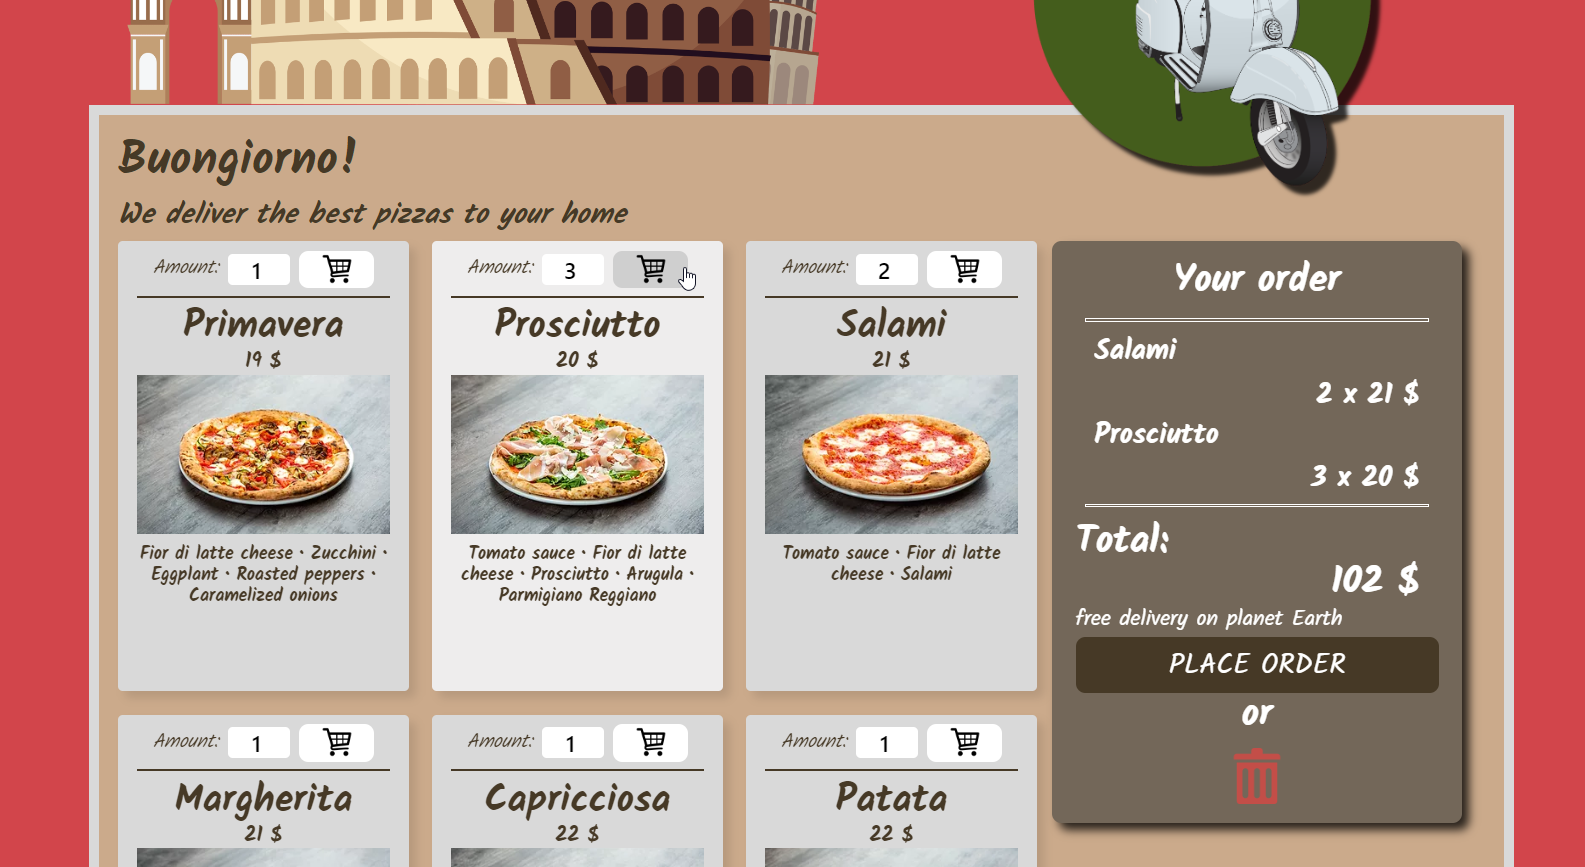 Buongiorno!
We deliver the best pizzas to your home
Amount: 1
Primavera
19 $
Fior di latte cheese • Zucchini •
Eggplant • Roasted peppers •
Caramelized onions
Amount: 3
Prosciutto
20 $
Tomato sauce • Fior di latte
cheese • Prosciutto • Arugula •
Parmigiano Reggiano
Amount: 2
Salami
21 $
Tomato sauce • Fior di latte
cheese • Salami
Amount: 1
Margherita
21 $
Amount: 1
Capricciosa
22 $
Amount: 1
Patata
22 $
Your order
Salami
2 x 21 $
Prosciutto
3 x 20 $
Total:
102 $
free delivery on planet Earth
PLACE ORDER
or